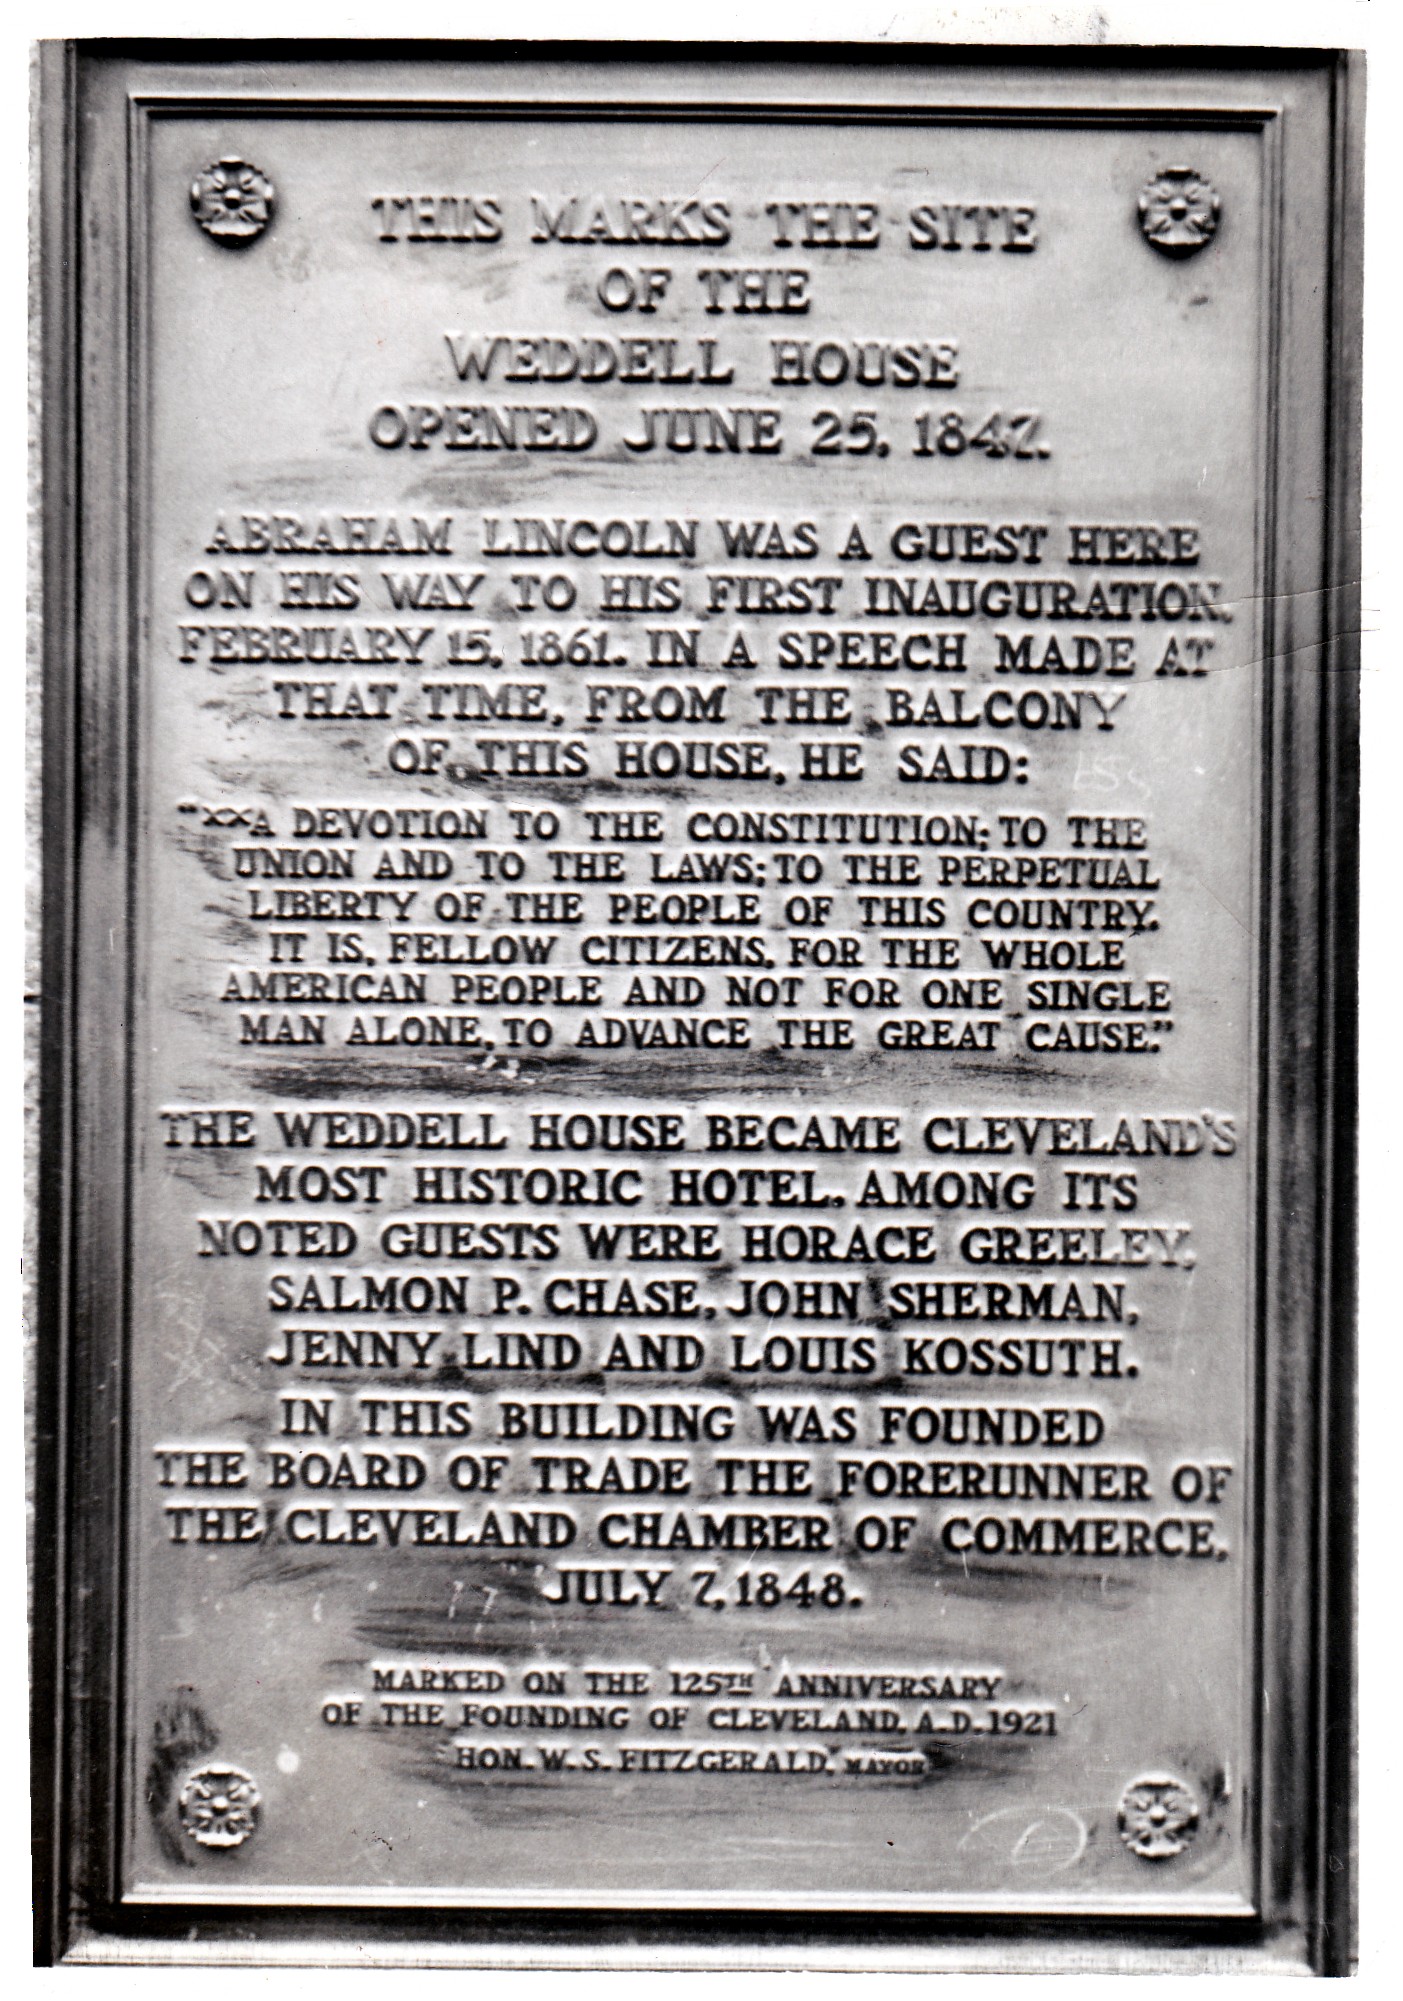 THIS MARKS THE SITE
OF THE
WEDDELL HOUSE
OPENED JUNE 25, 1847.
ABRAHAM LINCOLN WAS A GUEST HERE
ON HIS WAY TO HIS FIRST INAUGURATION,
FEBRUARY 15, 1861. IN A SPEECH MADE AT
THAT TIME, FROM THE BALCONY
OF THIS HOUSE, HE SAID:
"××A DEVOTION TO THE CONSTITUTION; TO THE
UNION AND TO THE LAWS; TO THE PERPETUAL
LIBERTY OF THE PEOPLE OF THIS COUNTRY.
IT IS, FELLOW CITIZENS, FOR THE WHOLE
AMERICAN PEOPLE AND NOT FOR ONE SINGLE
MAN ALONE, TO ADVANCE THE GREAT CAUSE."
THE WEDDELL HOUSE BECAME CLEVELAND'S
MOST HISTORIC HOTEL. AMONG ITS
NOTED GUESTS WERE HORACE GREELEY,
SALMON P. CHASE, JOHN SHERMAN,
JENNY LIND AND LOUIS KOSSUTH.
IN THIS BUILDING WAS FOUNDED
THE BOARD OF TRADE THE FORERUNNER OF
THE CLEVELAND CHAMBER OF COMMERCE,
JULY 7, 1848.
MARKED ON THE 125TH ANNIVERSARY
OF THE FOUNDING OF CLEVELAND, A.D. 1921
HON. W. S. FITZGERALD, MAYOR